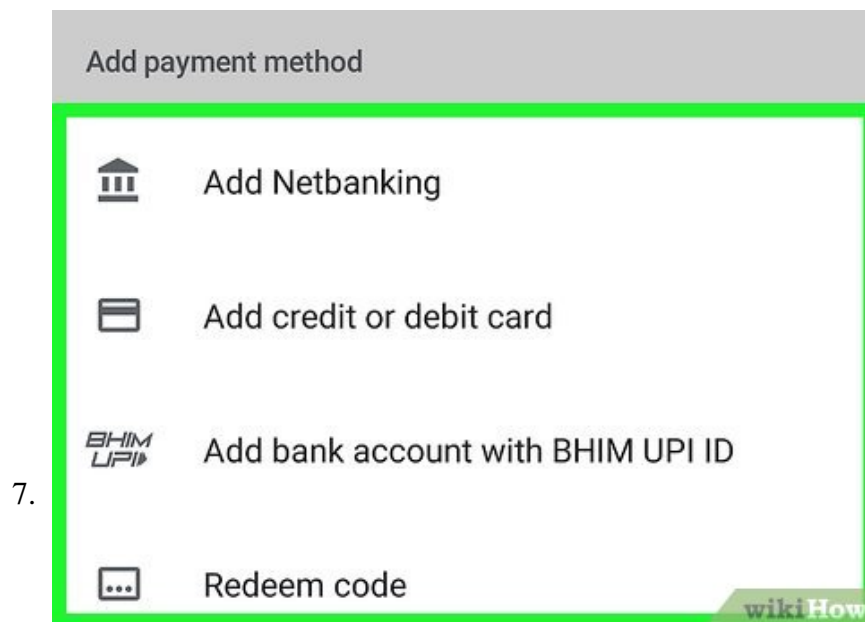 Add payment method
Add Netbanking
Add credit or debit card
BHIM
UPI
Add bank account with BHIM UPI ID
7.
Redeem code
wikiHow